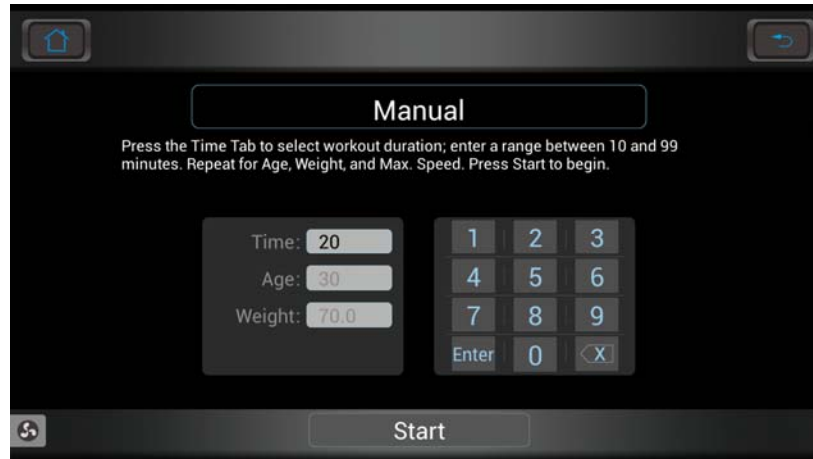 Manual
Press the Time Tab to select workout duration; enter a range between 10 and 99
minutes. Repeat for Age, Weight, and Max. Speed. Press Start to begin.
Time: 20
Age: 30
Weight: 70.0
1 2 3
4 5 6
7 8 9
Enter 0 X
Start